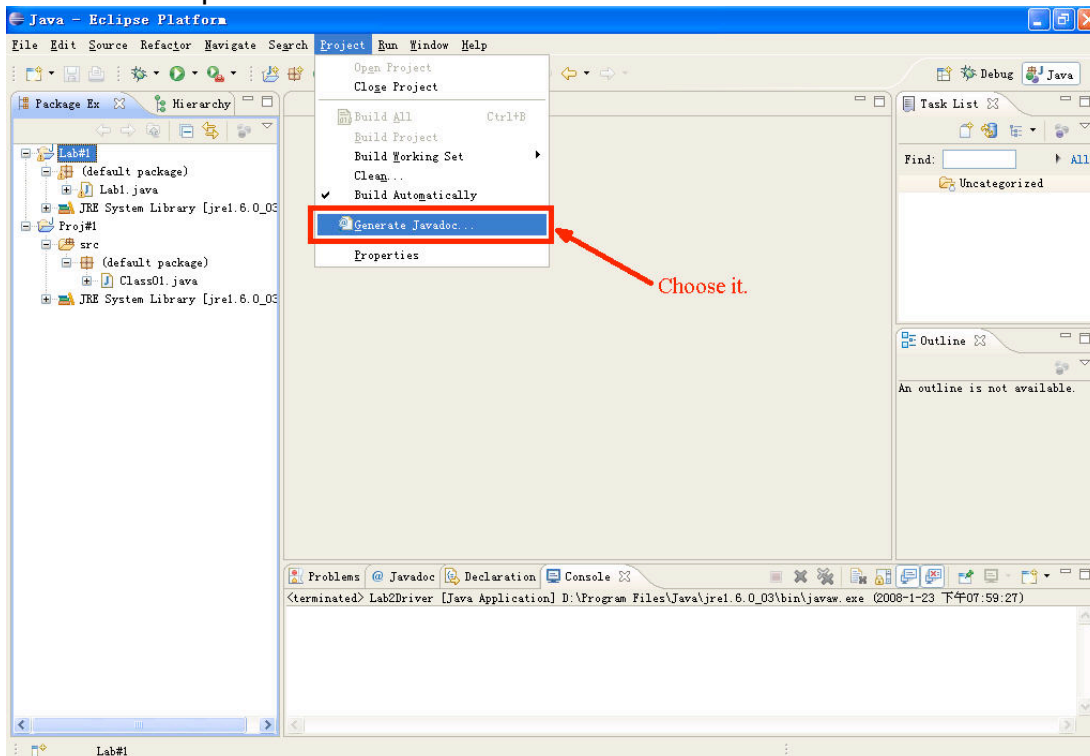 Java - Eclipse Platform
File Edit Source Refactor Navigate Search Project Run Window Help
Debug Java
Package Ex Hierarchy
Lab#1
(default package)
Lab1.java
JRE System Library [jre1.6.0_03
Proj#1
src
(default package)
Class01.java
JRE System Library [jre1.6.0_03
Open Project
Close Project
Build All Ctrl+B
Build Project
Build Working Set
Clean...
Build Automatically
Generate Javadoc...
Properties
Choose it.
Task List
Find: All
Uncategorized
Outline
An outline is not available.
Problems Javadoc Declaration Console
<terminated> Lab2Driver [Java Application] D:\Program Files\Java\jre1.6.0_03\bin\javaw.exe (2008-1-23 下午07:59:27)
Lab#1